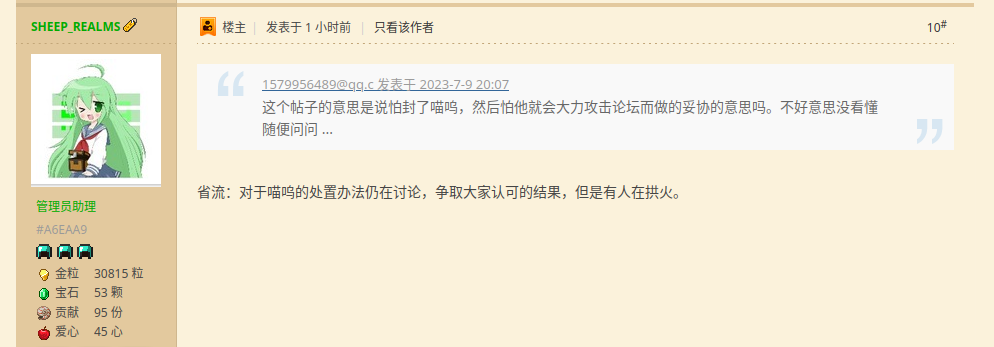 SHEEP_REALMS
楼主 | 发表于 1 小时前 | 只看该作者
10#
1579956489@qq.c 发表于 2023-7-9 20:07
这个帖子的意思是说怕封了喵呜，然后怕他就会大力攻击论坛而做的妥协的意思吗。不好意思没看懂
随便问问 ...
省流：对于喵呜的处置办法仍在讨论，争取大家认可的结果，但是有人在拱火。
管理员助理
#A6EAA9
金粒 30815 粒
宝石 53 颗
贡献 95 份
爱心 45 心